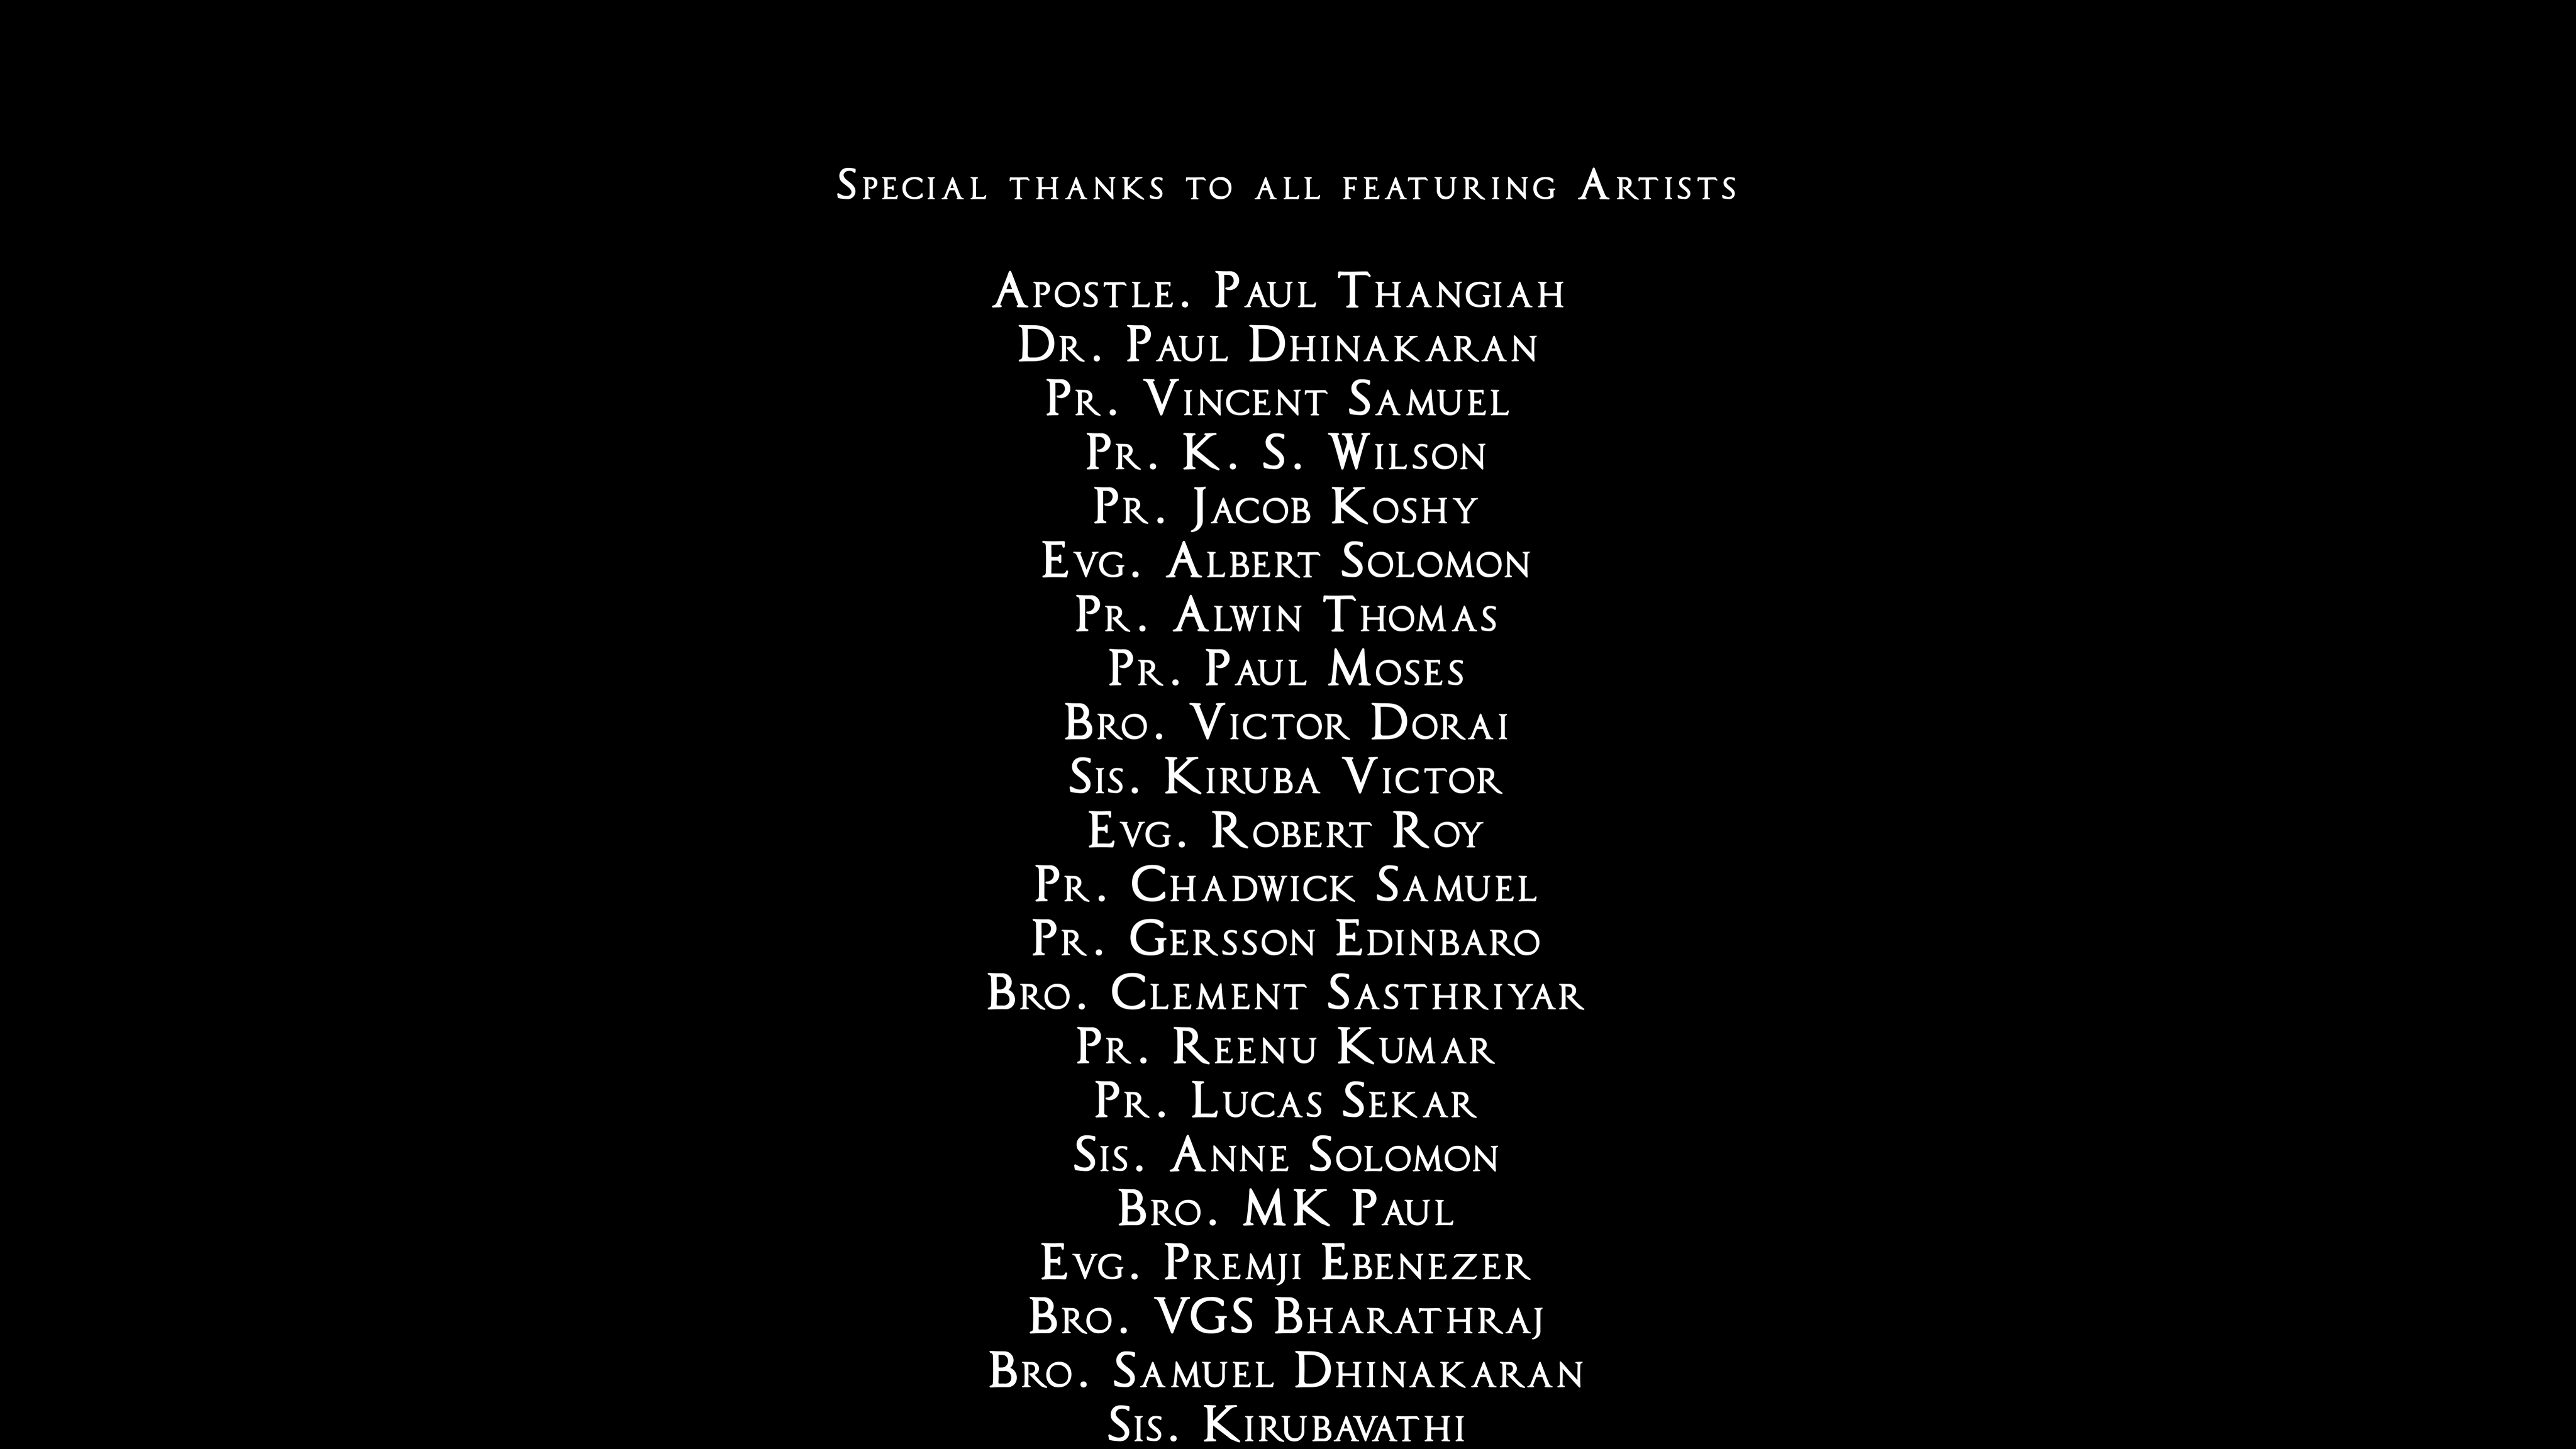 Special thanks to all featuring Artists
Apostle. Paul Thangiah
Dr. Paul Dhinakaran
Pr. Vincent Samuel
Pr. K. S. Wilson
Pr. Jacob Koshy
Evg. Albert Solomon
Pr. Alwin Thomas
Pr. Paul Moses
Bro. Victor Dorai
Sis. Kiruba Victor
Evg. Robert Roy
Pr. Chadwick Samuel
Pr. Gersson Edinbaro
Bro. Clement Sasthriyar
Pr. Reenu Kumar
Pr. Lucas Sekar
Sis. Anne Solomon
Bro. MK Paul
Evg. Premji Ebenezer
Bro. VGS Bharathraj
Bro. Samuel Dhinakaran
Sis. Kirubavathi